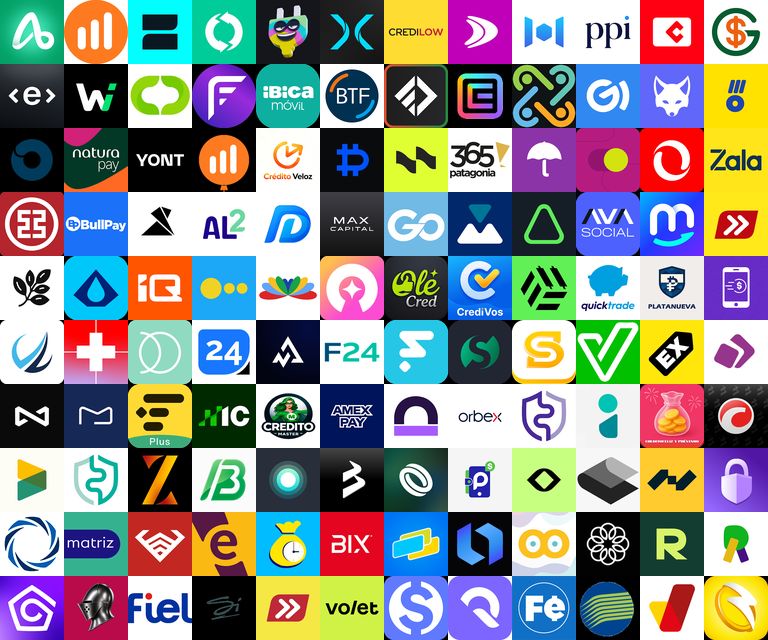 CREDILOW
ppi
<e>
iBiCa
móvil
BTF
natura
pay
YONT
Crédito Veloz
365
patagonia
Zala
BullPay
AL2
MAX
CAPITAL
GO
AVA
SOCIAL
m
iQ
Olé
Cred
CrediVos
quicktrade
PLATANUEVA
24
F24
S
EX
Plus
IC
CREDITO
MASTER
AMEX
PAY
orbex
matriz
e
BIX
R
Fiel
Si
volet
Fē